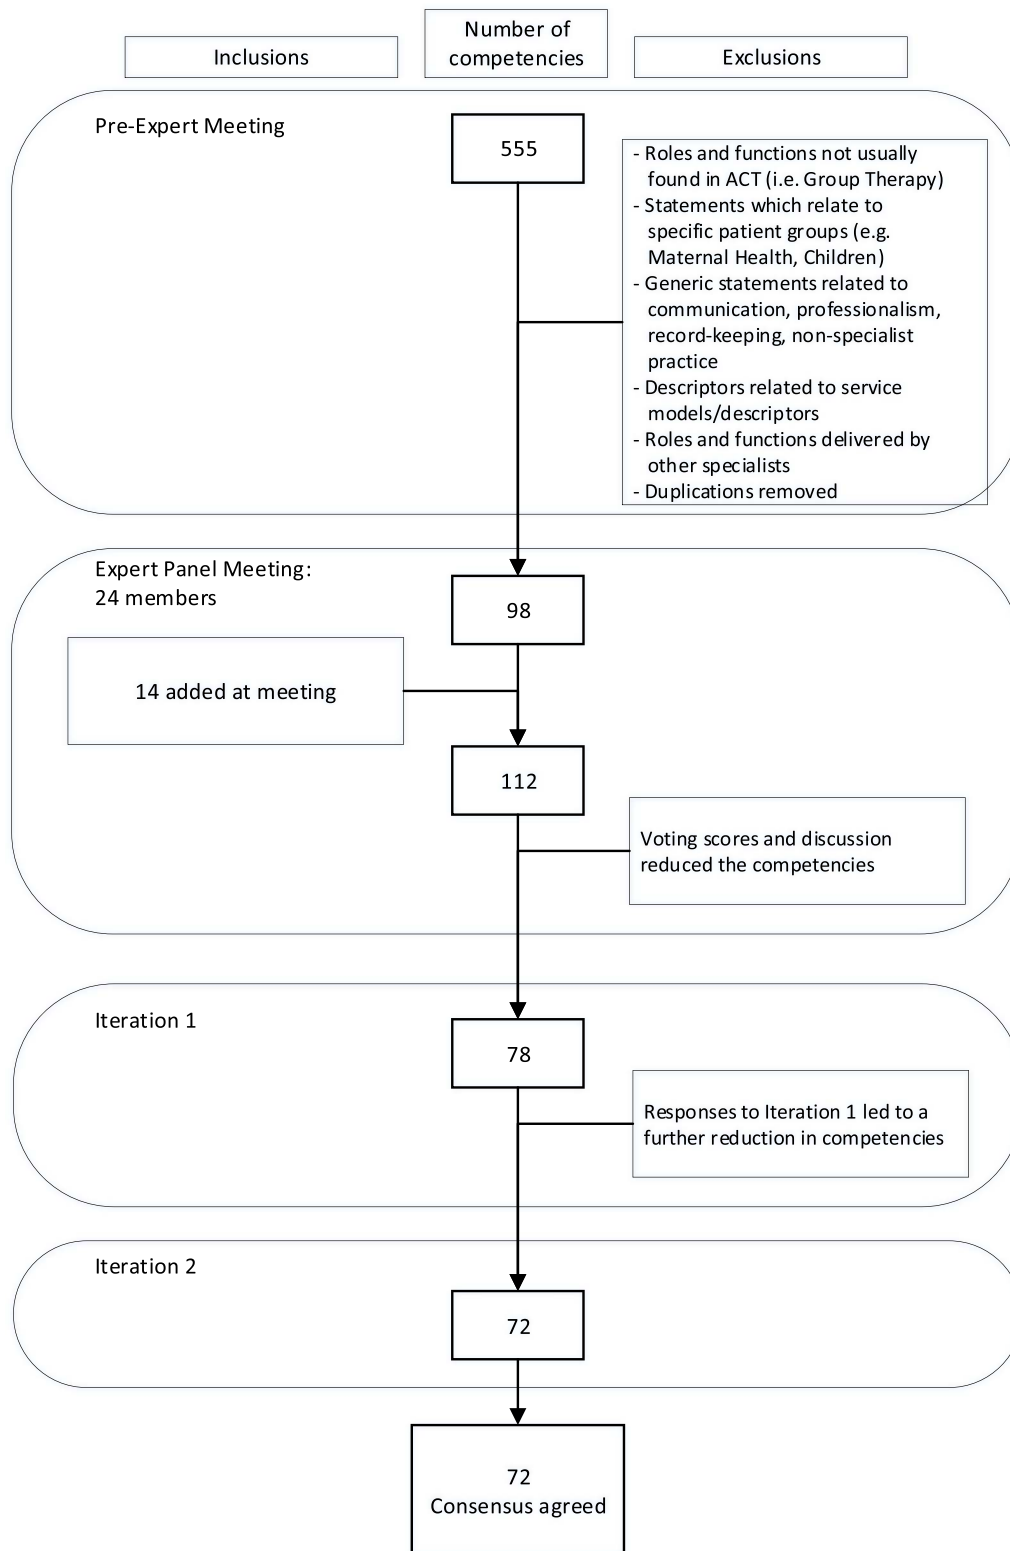 Inclusions
Number of
competencies
Exclusions
Pre-Expert Meeting
555
- Roles and functions not usually
found in ACT (i.e. Group Therapy)
- Statements which relate to
specific patient groups (e.g.
Maternal Health, Children)
- Generic statements related to
communication, professionalism,
record-keeping, non-specialist
practice
- Descriptors related to service
models/descriptors
- Roles and functions delivered by
other specialists
- Duplications removed
Expert Panel Meeting:
24 members
98
14 added at meeting
112
Voting scores and discussion
reduced the competencies
Iteration 1
78
Responses to Iteration 1 led to a
further reduction in competencies
Iteration 2
72
72
Consensus agreed